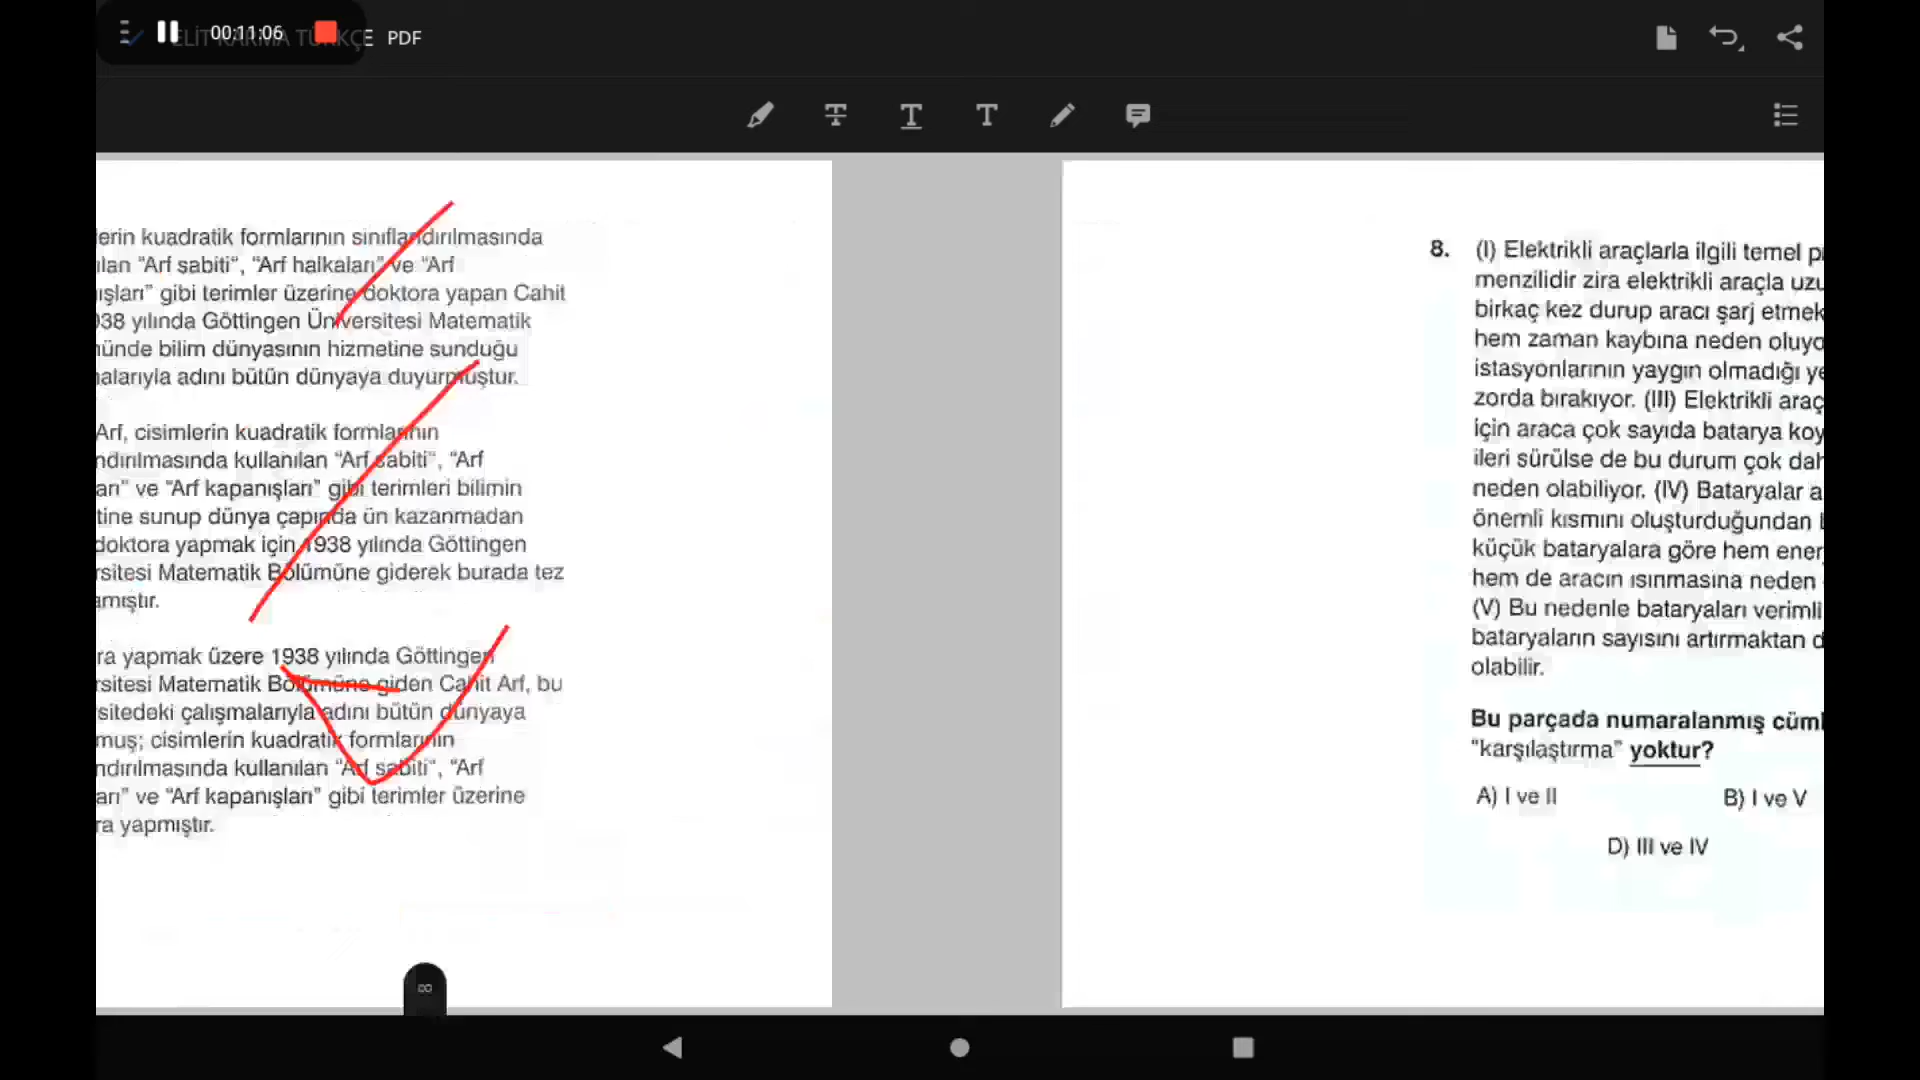 00:11:06
ELİT KARMA TÜRKÇE PDF
erin kuadratik formlarının sınıflandırılmasında
ılan "Arf sabiti", "Arf halkaları" ve "Arf
ışları" gibi terimler üzerine doktora yapan Cahit
938 yılında Göttingen Üniversitesi Matematik
ünde bilim dünyasının hizmetine sunduğu
alarıyla adını bütün dünyaya duyurmuştur.
Arf, cisimlerin kuadratik formlarının
ndırılmasında kullanılan "Arf sabiti", "Arf
arı" ve "Arf kapanışları" gibi terimleri bilimin
tine sunup dünya çapında ün kazanmadan
doktora yapmak için 1938 yılında Göttingen
rsitesi Matematik Bölümüne giderek burada tez
amıştır.
ra yapmak üzere 1938 yılında Göttingen
rsitesi Matematik Bölümüne giden Cahit Arf, bu
rsitedeki çalışmalarıyla adını bütün dünyaya
muş; cisimlerin kuadratik formlarının
ndırılmasında kullanılan "Arf sabiti", "Arf
arı" ve "Arf kapanışları" gibi terimler üzerine
ra yapmıştır.
8. (I) Elektrikli araçlarla ilgili temel p
menzilidir zira elektrikli araçla uzu
birkaç kez durup aracı şarj etmek
hem zaman kaybına neden oluyo
istasyonlarının yaygın olmadığı ye
zorda bırakıyor. (III) Elektrikli araç
için araca çok sayıda batarya koy
ileri sürülse de bu durum çok dah
neden olabiliyor. (IV) Bataryalar a
önemli kısmını oluşturduğundan b
küçük bataryalara göre hem ener
hem de aracın ısınmasına neden
(V) Bu nedenle bataryaları verimli
bataryaların sayısını artırmaktan d
olabilir.
Bu parçada numaralanmış cüml
"karşılaştırma" yoktur?
A) I ve II
B) I ve V
D) III ve IV